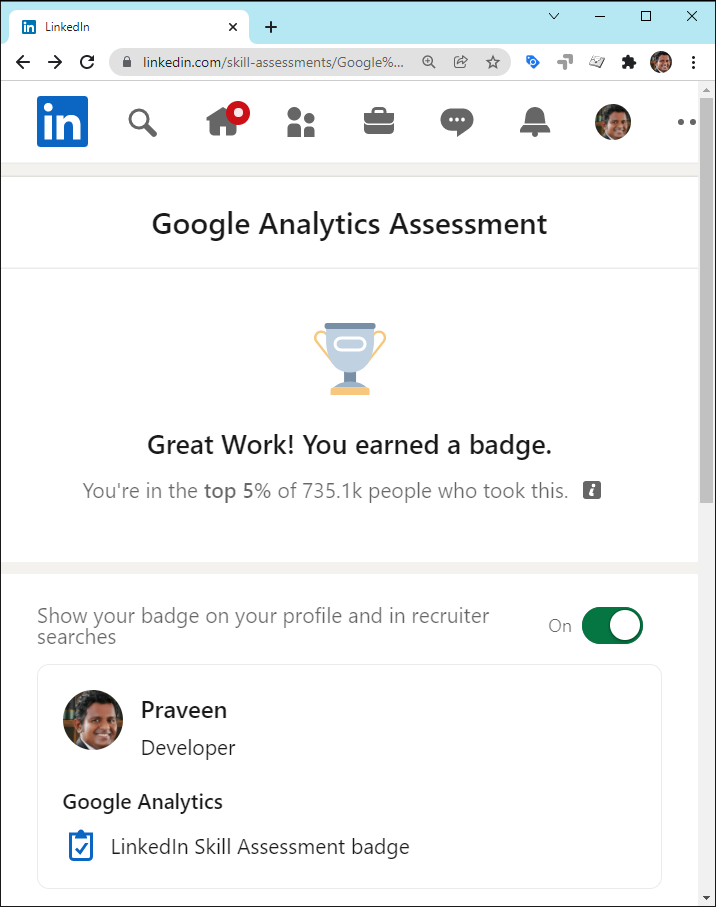 LinkedIn
linkedin.com/skill-assessments/Google%...
in
Google Analytics Assessment
Great Work! You earned a badge.
You're in the top 5% of 735.1k people who took this.
Show your badge on your profile and in recruiter
searches
On
Praveen
Developer
Google Analytics
LinkedIn Skill Assessment badge